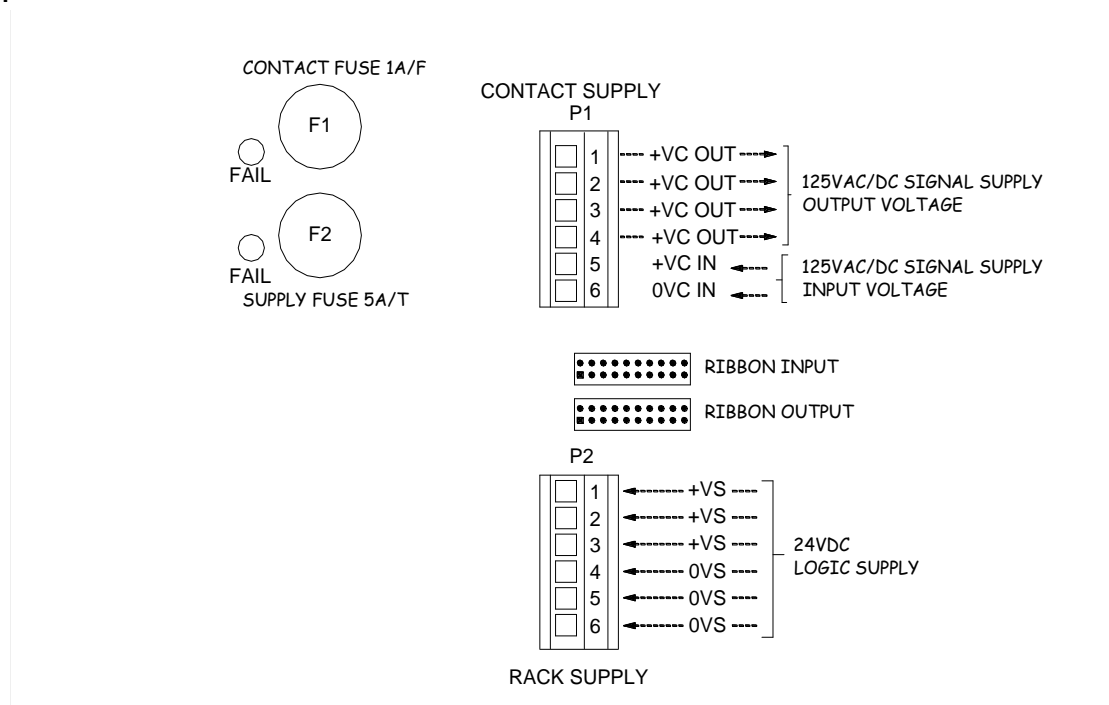 CONTACT FUSE 1A/F
F1
FAIL
F2
FAIL
SUPPLY FUSE 5A/T
CONTACT SUPPLY
P1
1 +VC OUT
2 +VC OUT
3 +VC OUT
4 +VC OUT
5 +VC IN
6 0VC IN
125VAC/DC SIGNAL SUPPLY
OUTPUT VOLTAGE
125VAC/DC SIGNAL SUPPLY
INPUT VOLTAGE
RIBBON INPUT
RIBBON OUTPUT
P2
1 +VS
2 +VS
3 +VS
4 0VS
5 0VS
6 0VS
24VDC
LOGIC SUPPLY
RACK SUPPLY